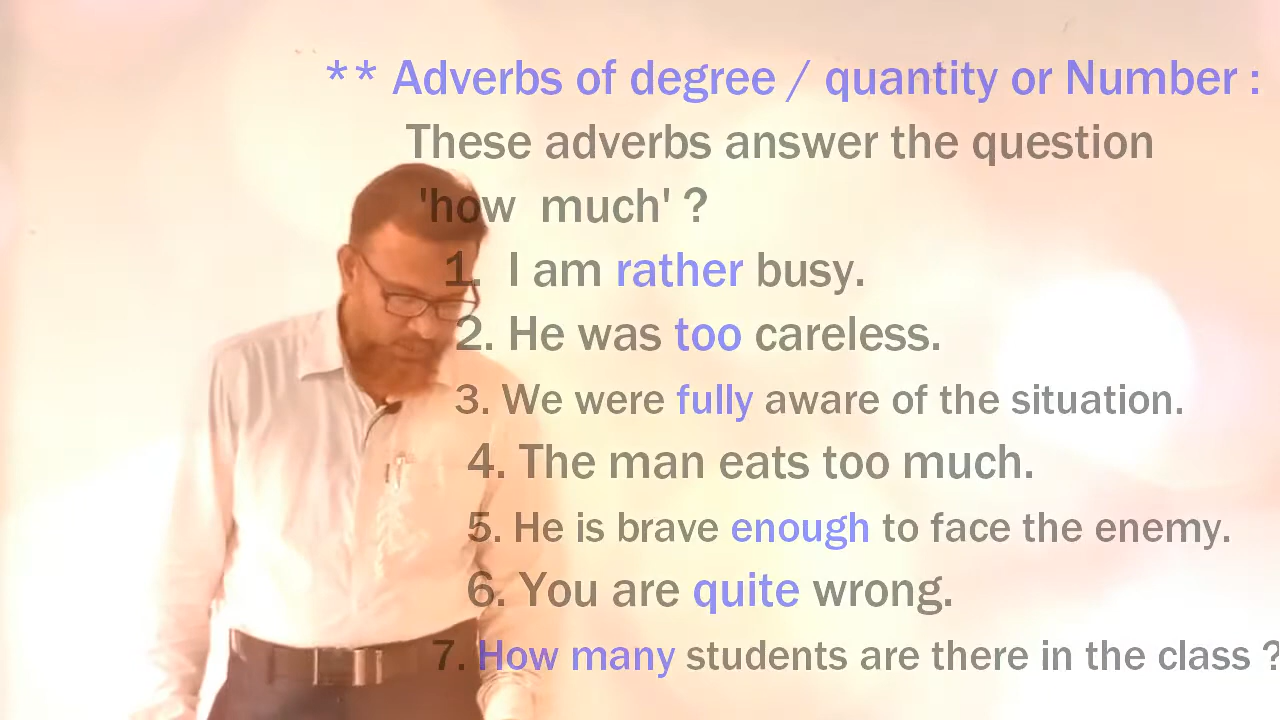 ** Adverbs of degree / quantity or Number :
These adverbs answer the question
'how much' ?
1. I am rather busy.
2. He was too careless.
3. We were fully aware of the situation.
4. The man eats too much.
5. He is brave enough to face the enemy.
6. You are quite wrong.
7. How many students are there in the class ?